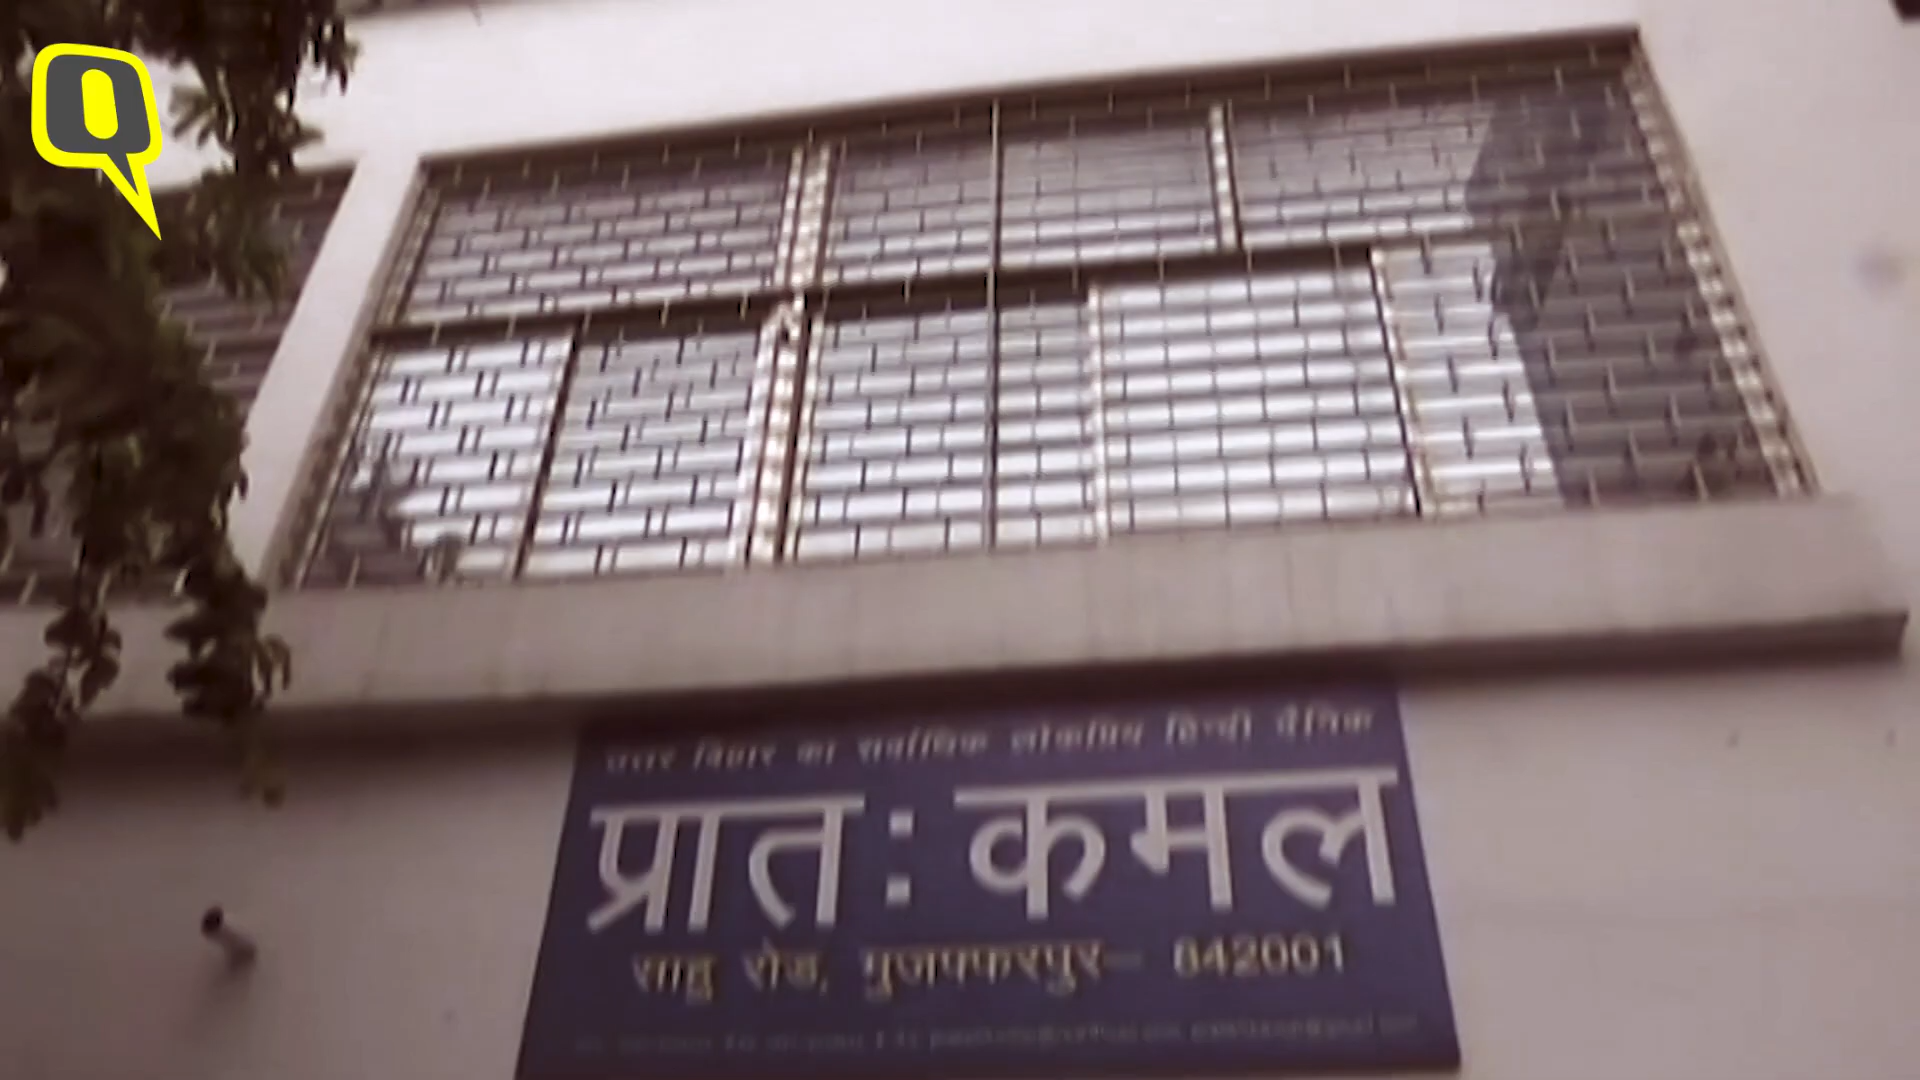 Q
उत्तर बिहार का सर्वाधिक लोकप्रिय हिन्दी दैनिक
प्रात : कमल
साहु रोड, मुजफ्फरपुर– 842001